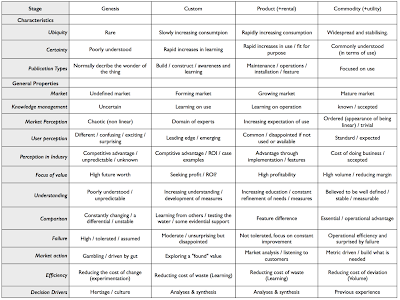 Stage Genesis Custom Product (+rental) Commodity (+utility)
Characteristics
Ubiquity Rare Slowly increasing consumption Rapidly increasing consumption Widespread and stabilising
Certainty Poorly understood Rapid increases in learning Rapid increases in use / fit for purpose Commonly understood (in terms of use)
Publication Types Normally describe the wonder of the thing Build / construct / awareness and learning Maintenance / operations / installation / feature Focused on use
General Properties
Market Undefined market Forming market Growing market Mature market
Knowledge management Uncertain Learning on use Learning on operation known / accepted
Market Perception Chaotic (non linear) Domain of experts Increasing expectation of use Ordered (appearance of being linear) / trivial
User perception Different / confusing / exciting / surprising Leading edge / emerging Common / disappointed if not used or available Standard / expected
Perception in Industry Competitive advantage / unpredictable / unknown Competitive advantage / ROI / case examples Advantage through implementation / features Cost of doing business / accepted
Focus of value High future worth Seeking profit / ROI? High profitability High volume / reducing margin
Understanding Poorly understood / unpredictable Increasing understanding / development of measures Increasing education / constant refinement of needs / measures Believed to be well defined / stable / measurable
Comparison Constantly changing / a differential / unstable Learning from others / testing the water / some evidential support Feature difference Essential / operational advantage
Failure High / tolerated / assumed Moderate / unsurprising but disappointed Not tolerated, focus on constant improvement Operational efficiency and surprised by failure
Market action Gambling / driven by gut Exploring a "found" value Market analysis / listening to customers Metric driven / build what is needed
Efficiency Reducing the cost of change (experimentation) Reducing cost of waste (Learning) Reducing cost of waste (Learning) Reducing cost of deviation (Volume)
Decision Drivers Heritage / culture Analyses & synthesis Analyses & synthesis Previous experience